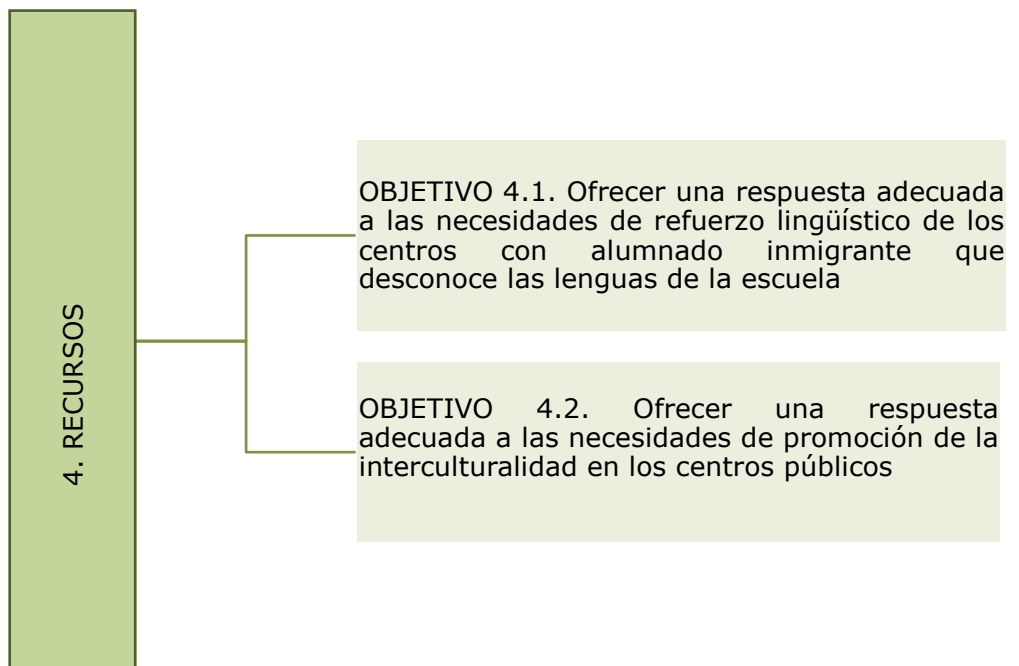 4. RECURSOS
OBJETIVO 4.1. Ofrecer una respuesta adecuada
a las necesidades de refuerzo lingüístico de los
centros con alumnado inmigrante que
desconoce las lenguas de la escuela
OBJETIVO 4.2. Ofrecer una respuesta
adecuada a las necesidades de promoción de la
interculturalidad en los centros públicos